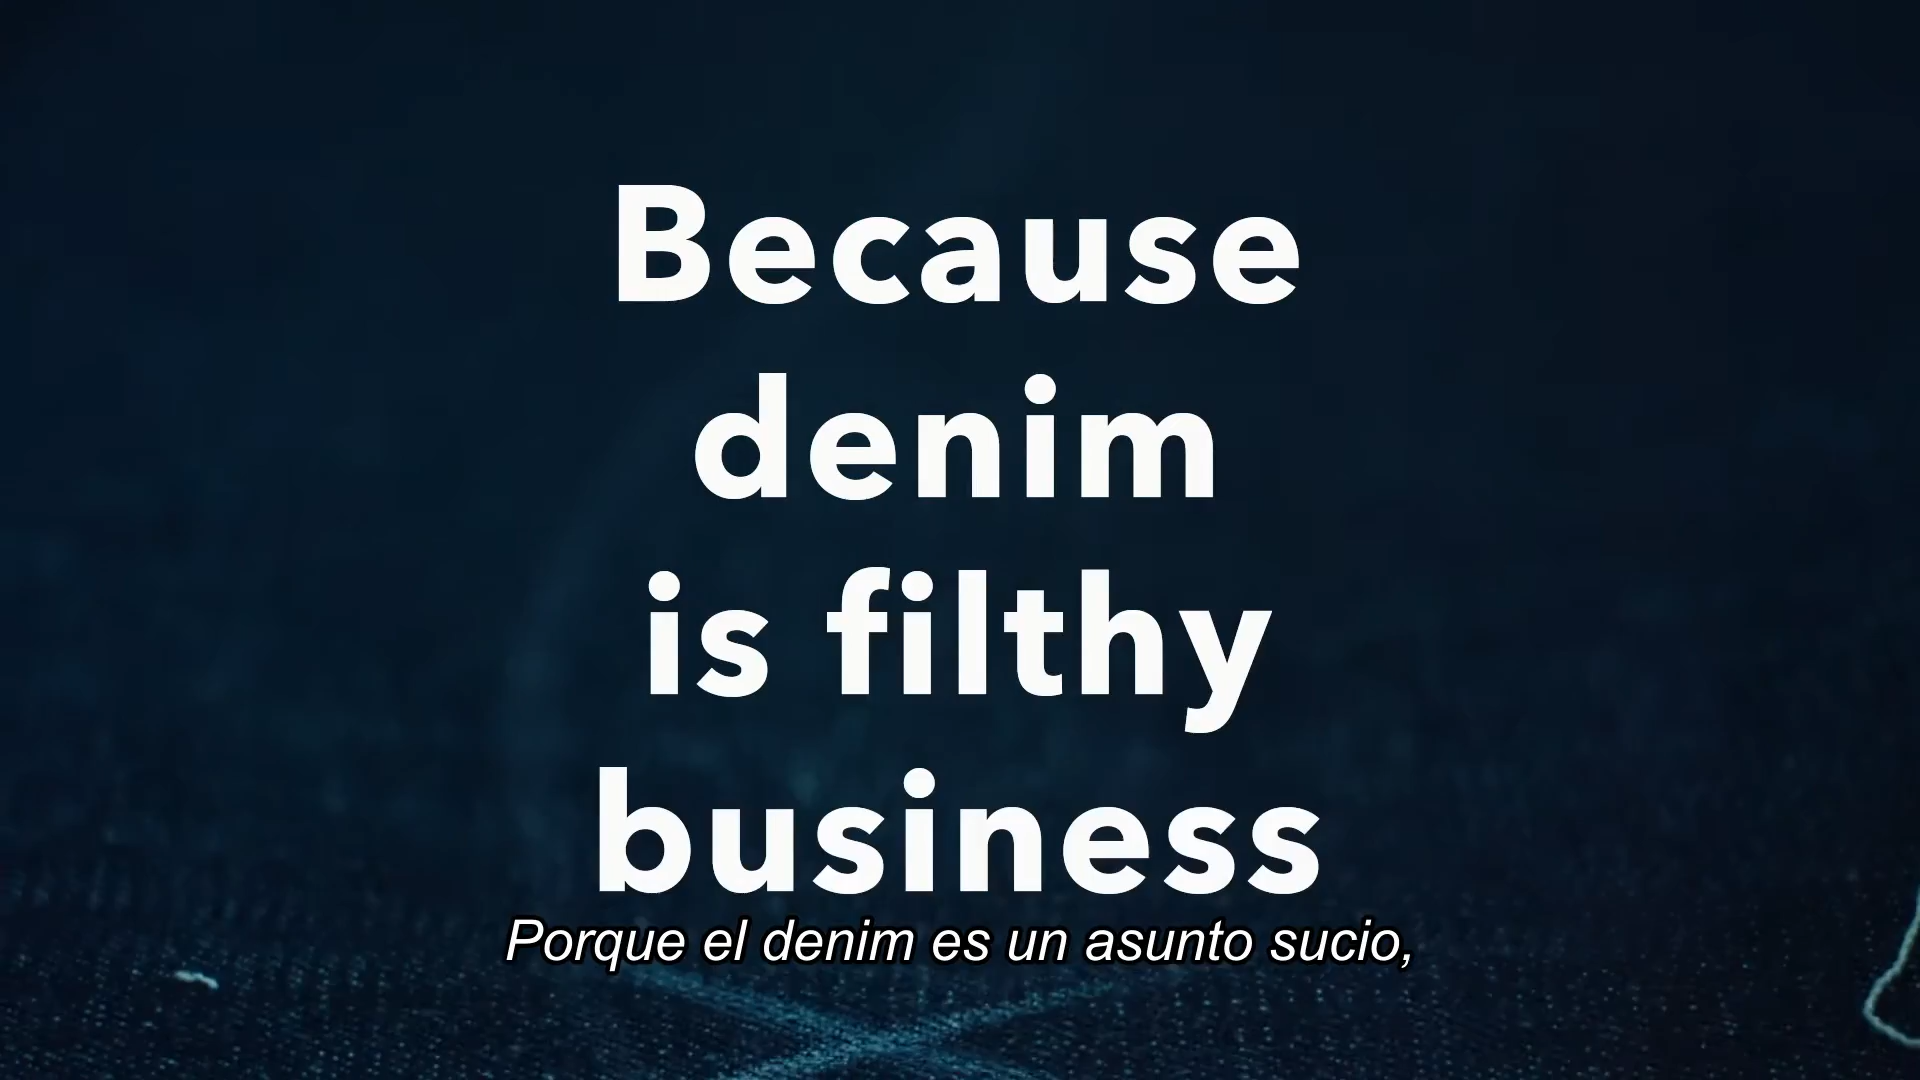 Because
denim
is filthy
business
Porque el denim es un asunto sucio,